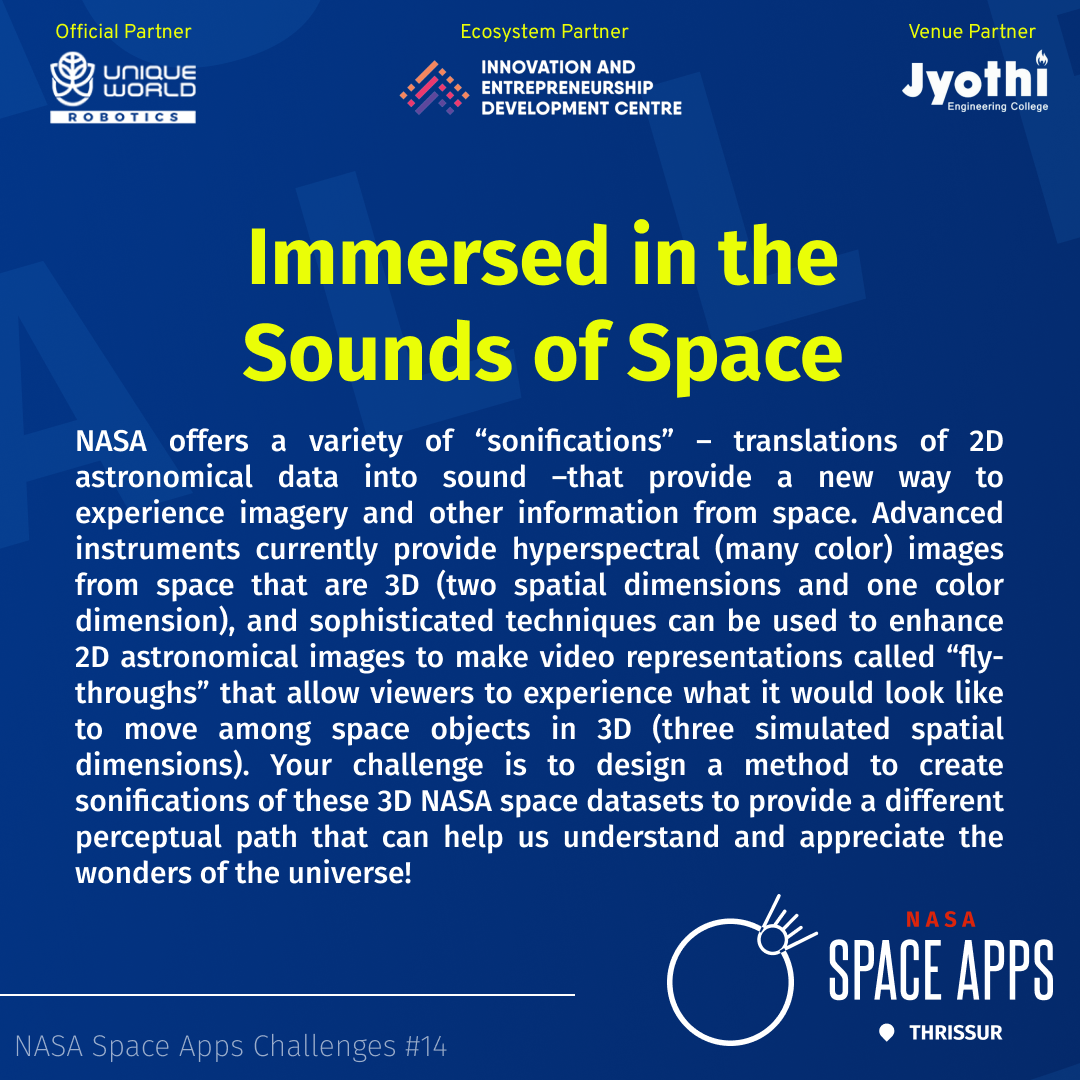 Official Partner
UNIQUE
WORLD
ROBOTICS
Ecosystem Partner
INNOVATION AND
ENTREPRENEURSHIP
DEVELOPMENT CENTRE
Venue Partner
Jyothi
Engineering College
Immersed in the
Sounds of Space
NASA offers a variety of “sonifications” – translations of 2D
astronomical data into sound –that provide a new way to
experience imagery and other information from space. Advanced
instruments currently provide hyperspectral (many color) images
from space that are 3D (two spatial dimensions and one color
dimension), and sophisticated techniques can be used to enhance
2D astronomical images to make video representations called “fly-
throughs” that allow viewers to experience what it would look like
to move among space objects in 3D (three simulated spatial
dimensions). Your challenge is to design a method to create
sonifications of these 3D NASA space datasets to provide a different
perceptual path that can help us understand and appreciate the
wonders of the universe!
NASA
SPACE APPS
THRISSUR
NASA Space Apps Challenges #14